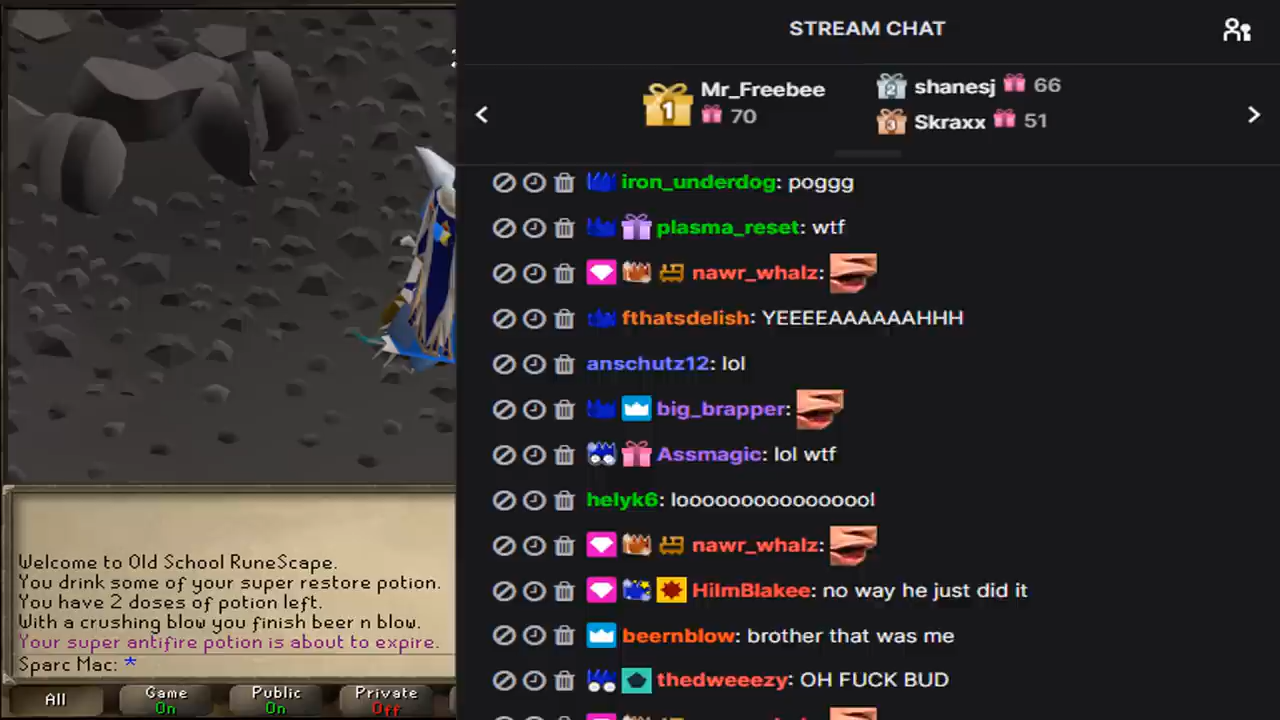 STREAM CHAT
1 Mr_Freebee 70
2 shanesj 66
3 Skraxx 51
iron_underdog: poggg
plasma_reset: wtf
nawr_whalz:
fthatsdelish: YEEEEAAAAAAHHH
anschutz12: lol
big_brapper:
Assmagic: lol wtf
helyk6: looooooooooooooool
nawr_whalz:
HilmBlakee: no way he just did it
beernblow: brother that was me
thedweeezy: OH FUCK BUD
Welcome to Old School RuneScape.
You drink some of your super restore potion.
You have 2 doses of potion left.
With a crushing blow you finish beer n blow.
Your super antifire potion is about to expire.
Sparc Mac: *
All
Game
On
Public
On
Private
Off